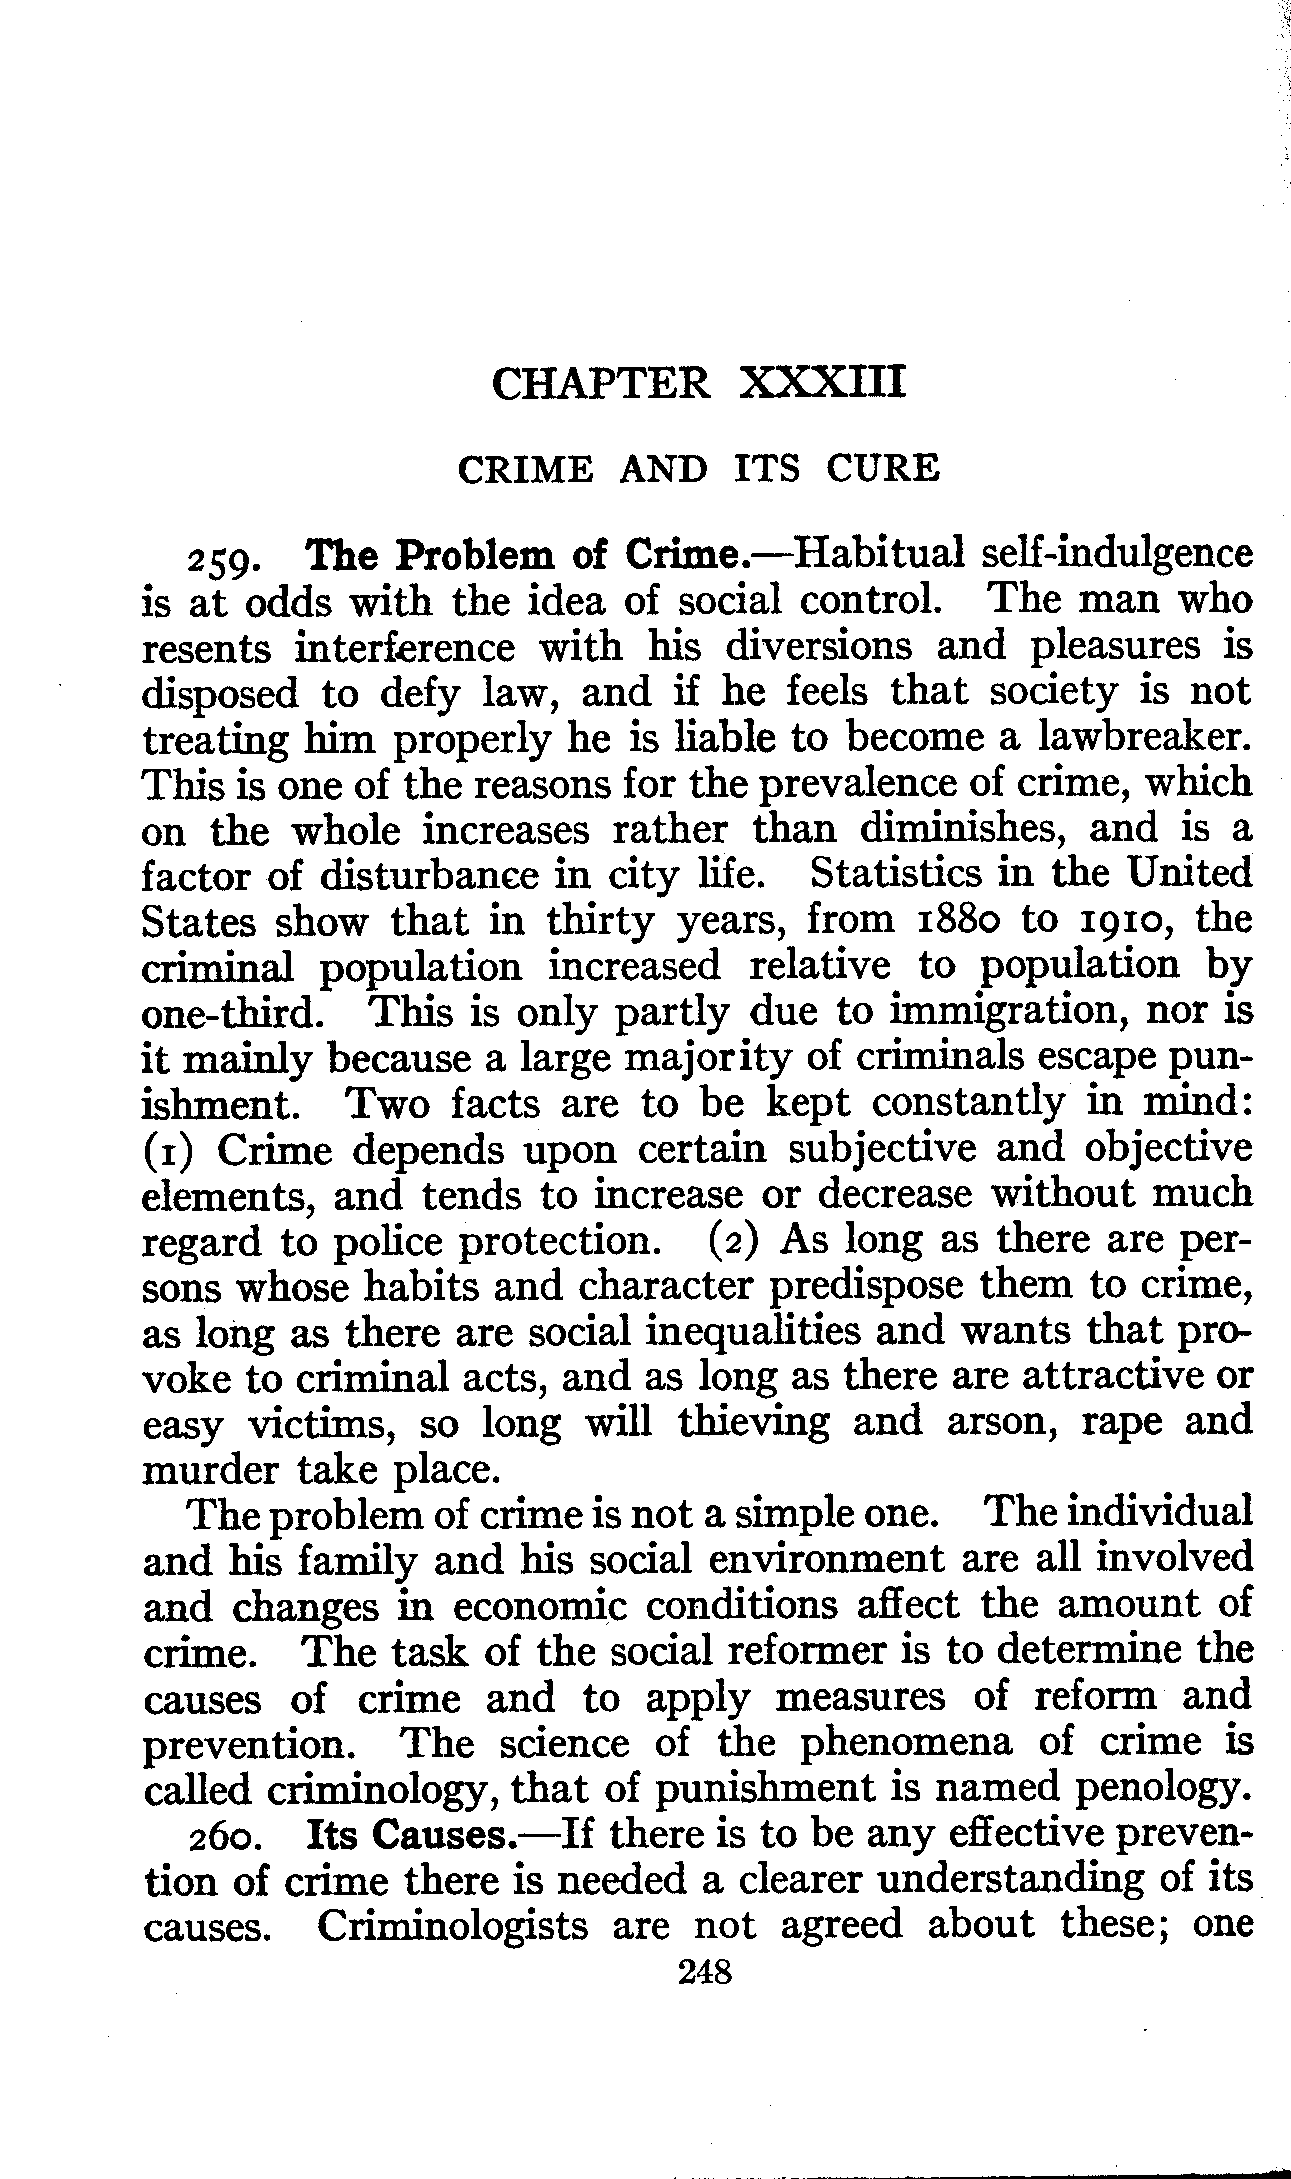 CHAPTER XXXIII
CRIME AND ITS CURE
259. The Problem of Crime.—Habitual self-indulgence
is at odds with the idea of social control. The man who
resents interference with his diversions and pleasures is
disposed to defy law, and if he feels that society is not
treating him properly he is liable to become a lawbreaker.
This is one of the reasons for the prevalence of crime, which
on the whole increases rather than diminishes, and is a
factor of disturbance in city life. Statistics in the United
States show that in thirty years, from 1880 to 1910, the
criminal population increased relative to population by
one-third. This is only partly due to immigration, nor is
it mainly because a large majority of criminals escape pun-
ishment. Two facts are to be kept constantly in mind:
(1) Crime depends upon certain subjective and objective
elements, and tends to increase or decrease without much
regard to police protection. (2) As long as there are per-
sons whose habits and character predispose them to crime,
as long as there are social inequalities and wants that pro-
voke to criminal acts, and as long as there are attractive or
easy victims, so long will thieving and arson, rape and
murder take place.
The problem of crime is not a simple one. The individual
and his family and his social environment are all involved
and changes in economic conditions affect the amount of
crime. The task of the social reformer is to determine the
causes of crime and to apply measures of reform and
prevention. The science of the phenomena of crime is
called criminology, that of punishment is named penology.
260. Its Causes.—If there is to be any effective preven-
tion of crime there is needed a clearer understanding of its
causes. Criminologists are not agreed about these; one
248